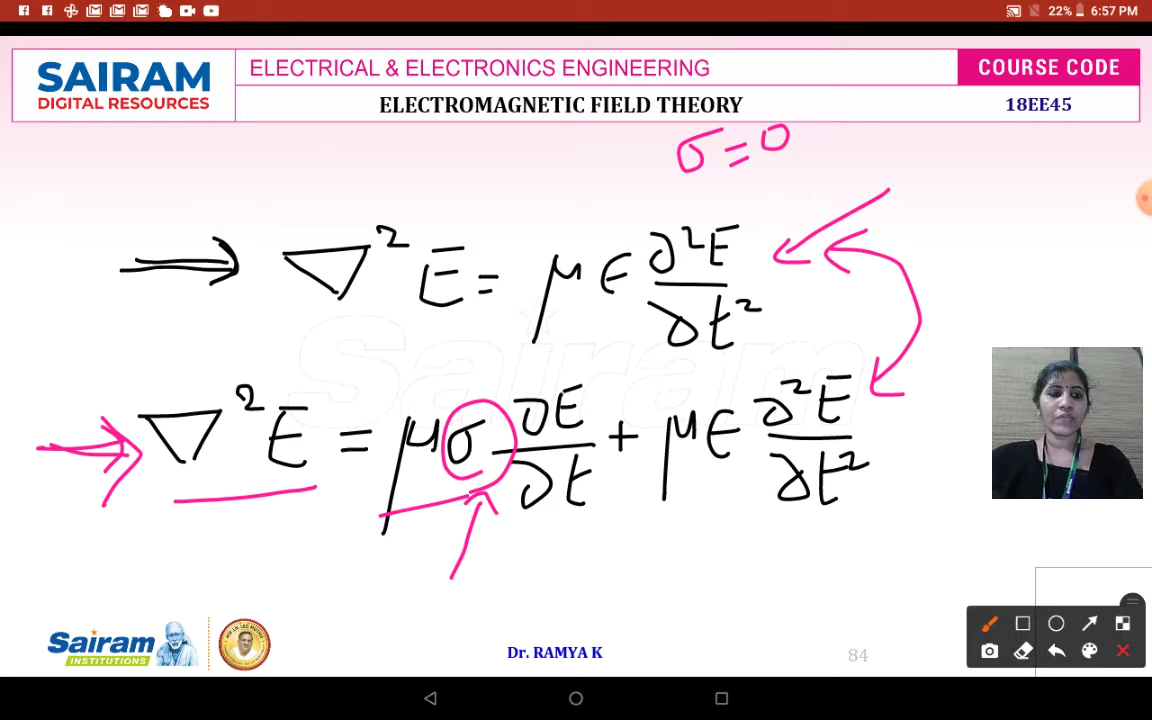 22% 6:57 PM
SAIRAM
DIGITAL RESOURCES
ELECTRICAL & ELECTRONICS ENGINEERING
COURSE CODE
ELECTROMAGNETIC FIELD THEORY
18EE45
σ=0
⇒ ∇²E = μϵ ∂²E/∂t²
Sairam
∇²E = μσ ∂E/∂t + μϵ ∂²E/∂t²
Sairam
INSTITUTIONS
Dr. RAMYA K
84